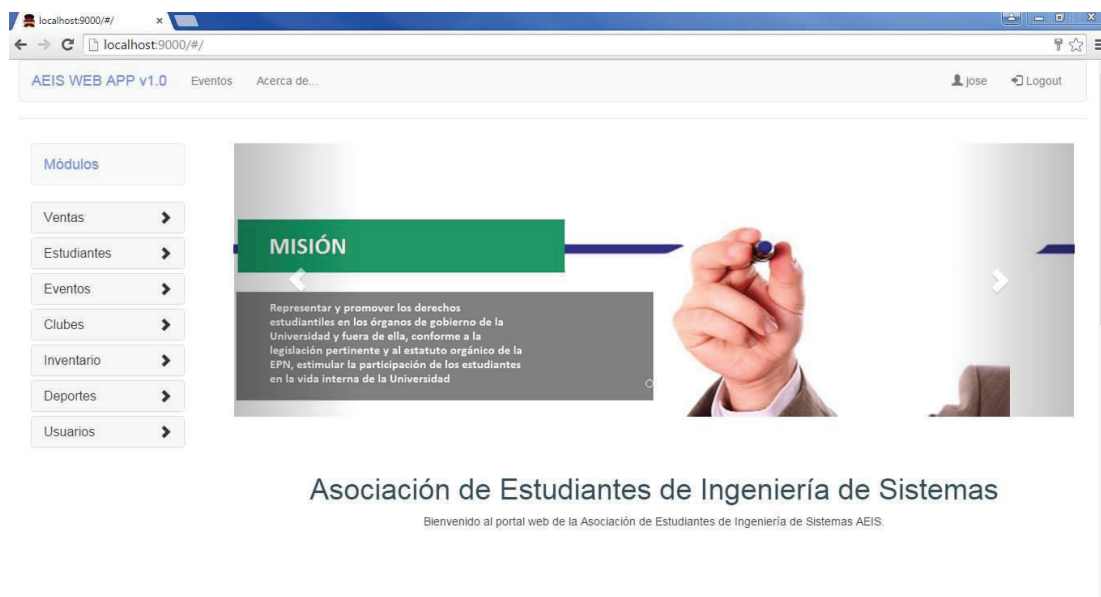 localhost:9000/#/
localhost:9000/#/
AEIS WEB APP v1.0 Eventos Acerca de... jose Logout
Módulos
Ventas
Estudiantes
Eventos
Clubes
Inventario
Deportes
Usuarios
MISIÓN
Representar y promover los derechos
estudiantiles en los órganos de gobierno de la
Universidad y fuera de ella, conforme a la
legislación pertinente y al estatuto orgánico de la
EPN, estimular la participación de los estudiantes
en la vida interna de la Universidad
Asociación de Estudiantes de Ingeniería de Sistemas
Bienvenido al portal web de la Asociación de Estudiantes de Ingeniería de Sistemas AEIS.